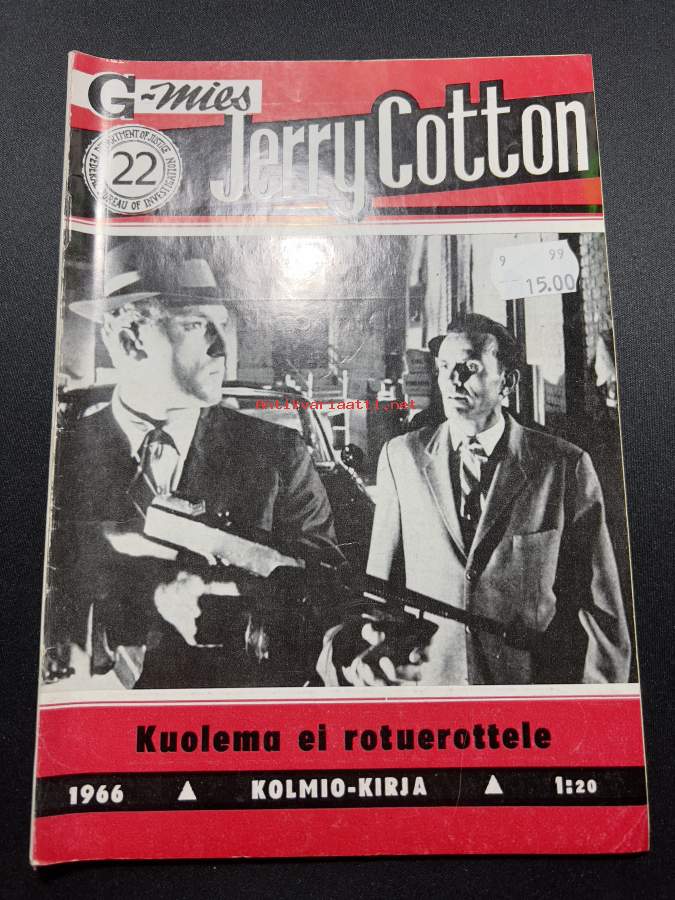 G-mies
Jerry Cotton
DEPARTMENT OF JUSTICE
22
FEDERAL BUREAU OF INVESTIGATION
9 99
15.00
antikvariaatti.net
Kuolema ei rotuerottele
1966 ▲ KOLMIO-KIRJA ▲ 1:20